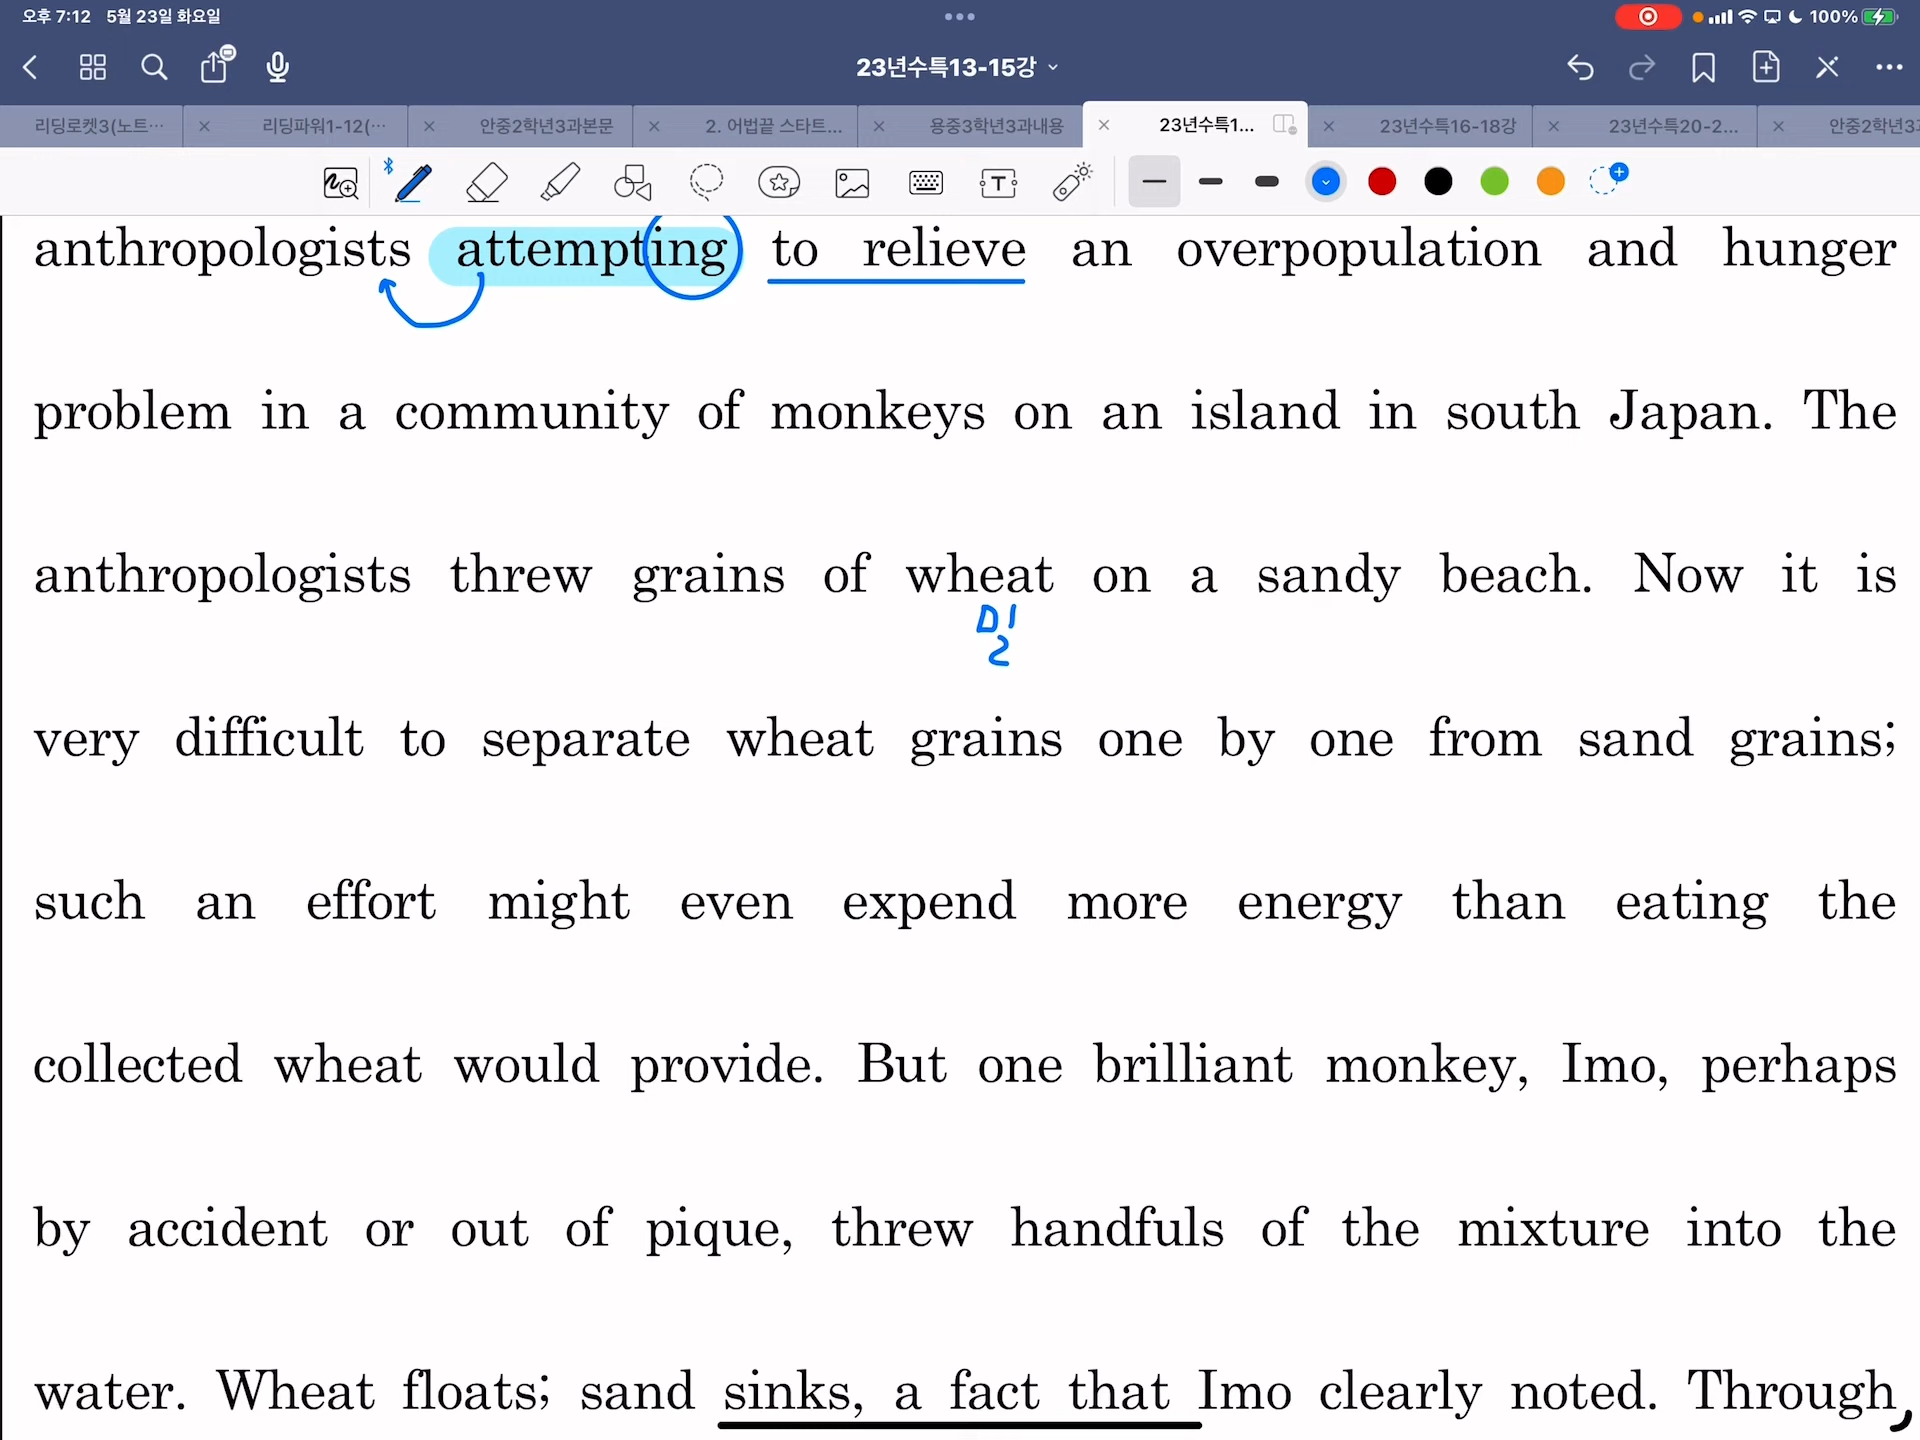 오후 7:12 5월 23일 화요일
100%
23년수특13-15강
리딩로켓3(노트…
리딩파워1-12(…
안중2학년3과본문
2. 어법끝 스타트...
용중3학년3과내용
23년수특1...
23년수특16-18강
23년수특20-2...
안중2학년3
anthropologists attempting to relieve an overpopulation and hunger
problem in a community of monkeys on an island in south Japan. The
anthropologists threw grains of wheat on a sandy beach. Now it is
밀
very difficult to separate wheat grains one by one from sand grains;
such an effort might even expend more energy than eating the
collected wheat would provide. But one brilliant monkey, Imo, perhaps
by accident or out of pique, threw handfuls of the mixture into the
water. Wheat floats; sand sinks, a fact that Imo clearly noted. Through